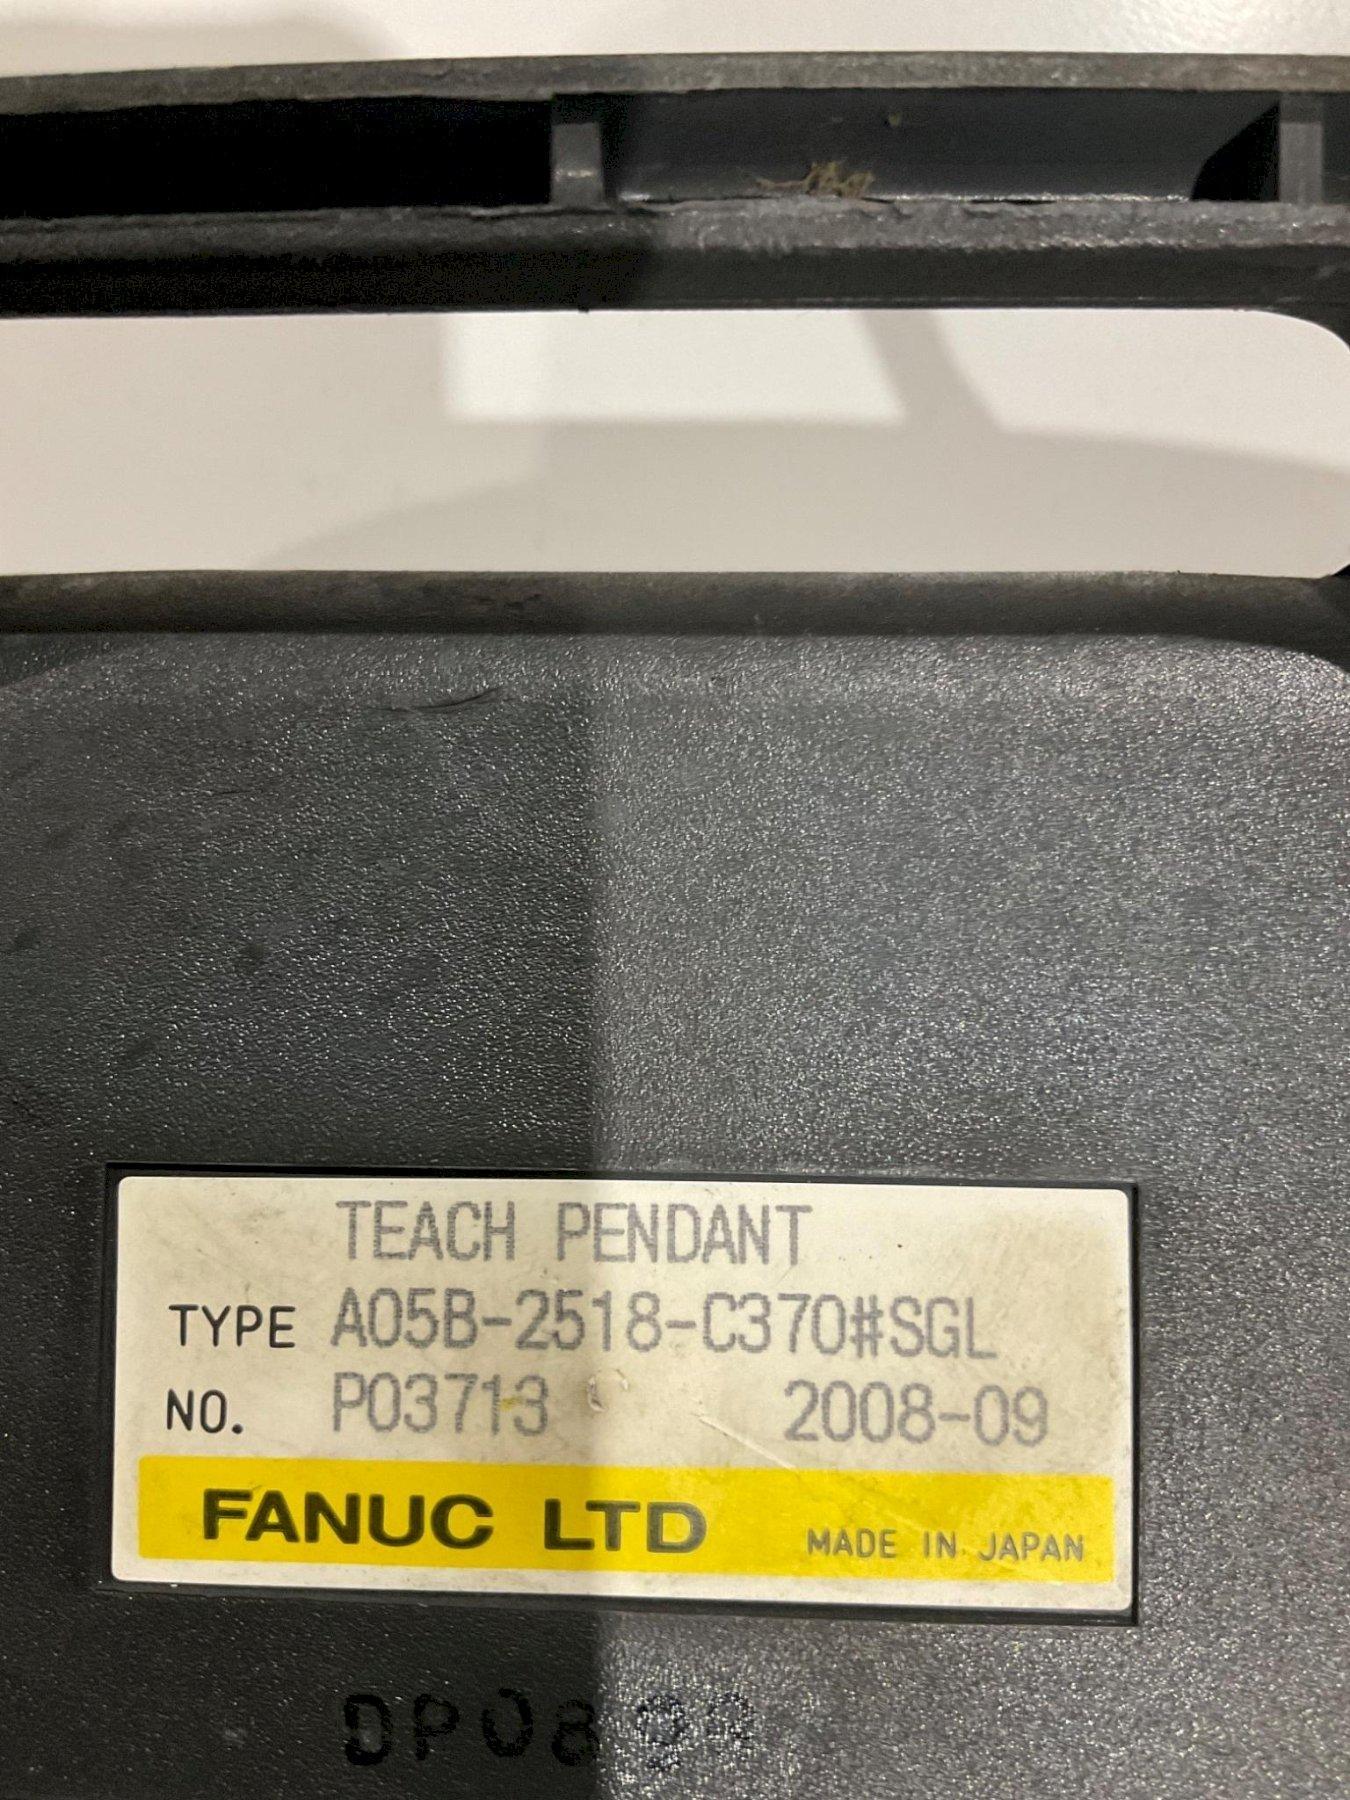 TEACH PENDANT
TYPE A05B-2518-C370#SGL
NO. P03713 2008-09
FANUC LTD MADE IN JAPAN